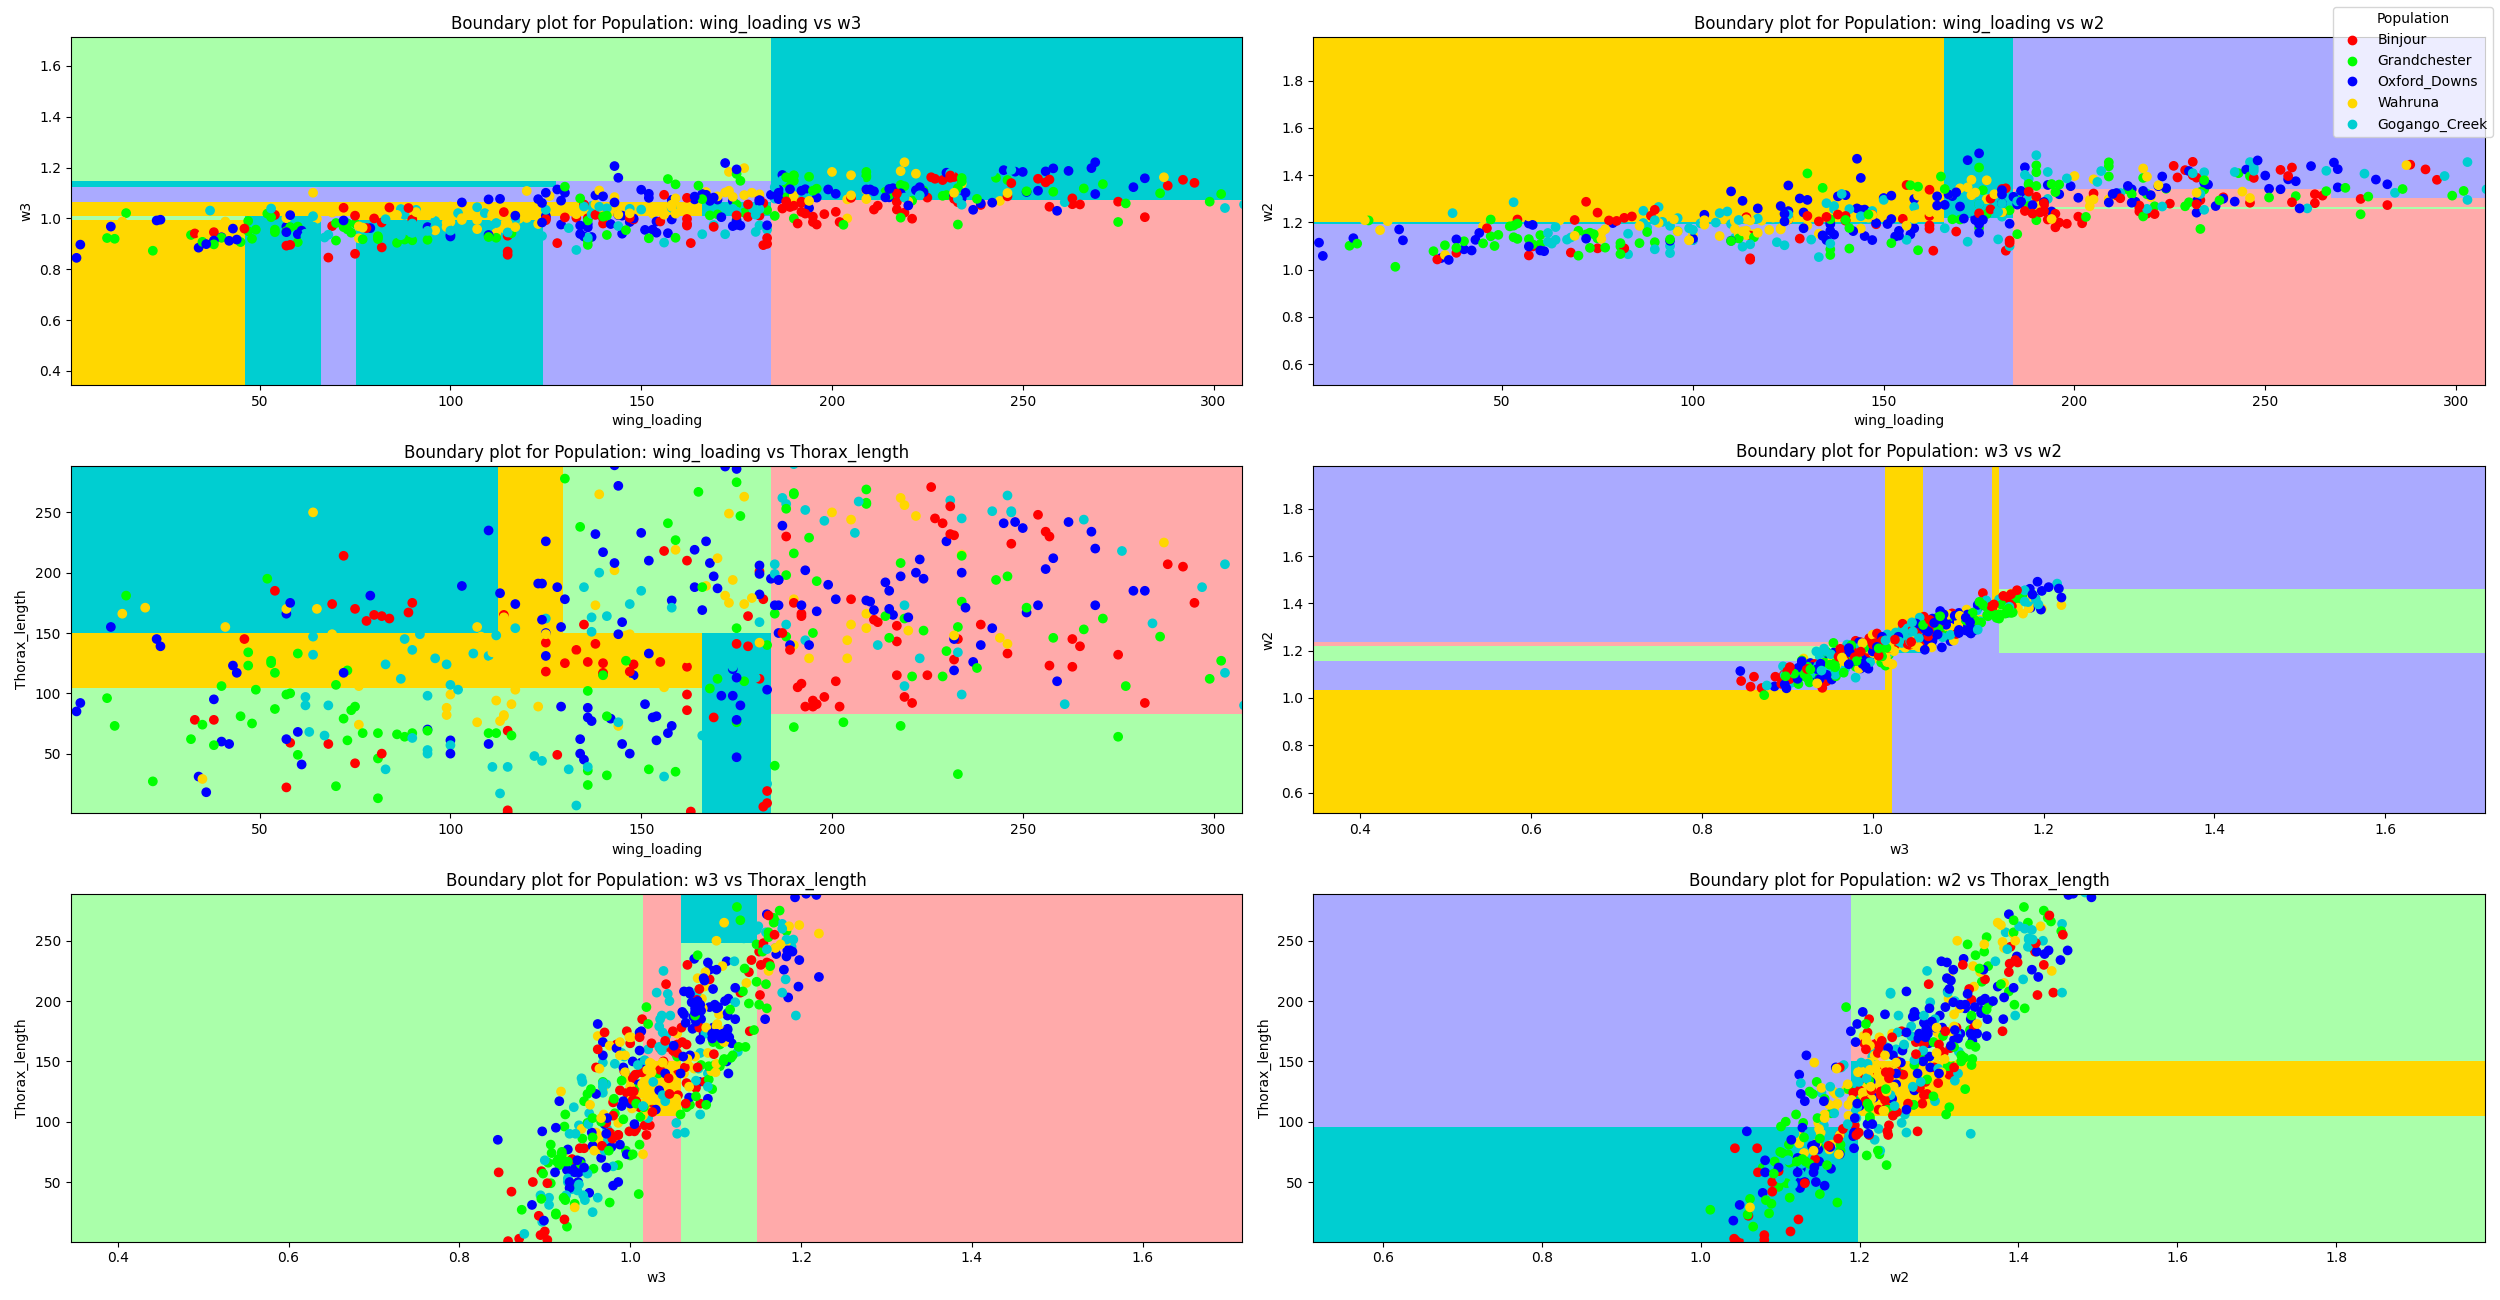 Boundary plot for Population: wing_loading vs w3
w3
1.6
1.4
1.2
1.0
0.8
0.6
0.4
50 100 150 200 250 300
wing_loading
Boundary plot for Population: wing_loading vs w2
w2
1.8
1.6
1.4
1.2
1.0
0.8
0.6
50 100 150 200 250 300
wing_loading
Population
Binjour
Grandchester
Oxford_Downs
Wahruna
Gogango_Creek
Boundary plot for Population: wing_loading vs Thorax_length
Thorax_length
250
200
150
100
50
50 100 150 200 250 300
wing_loading
Boundary plot for Population: w3 vs w2
w2
1.8
1.6
1.4
1.2
1.0
0.8
0.6
0.4 0.6 0.8 1.0 1.2 1.4 1.6
w3
Boundary plot for Population: w3 vs Thorax_length
Thorax_length
250
200
150
100
50
0.4 0.6 0.8 1.0 1.2 1.4 1.6
w3
Boundary plot for Population: w2 vs Thorax_length
Thorax_length
250
200
150
100
50
0.6 0.8 1.0 1.2 1.4 1.6 1.8
w2